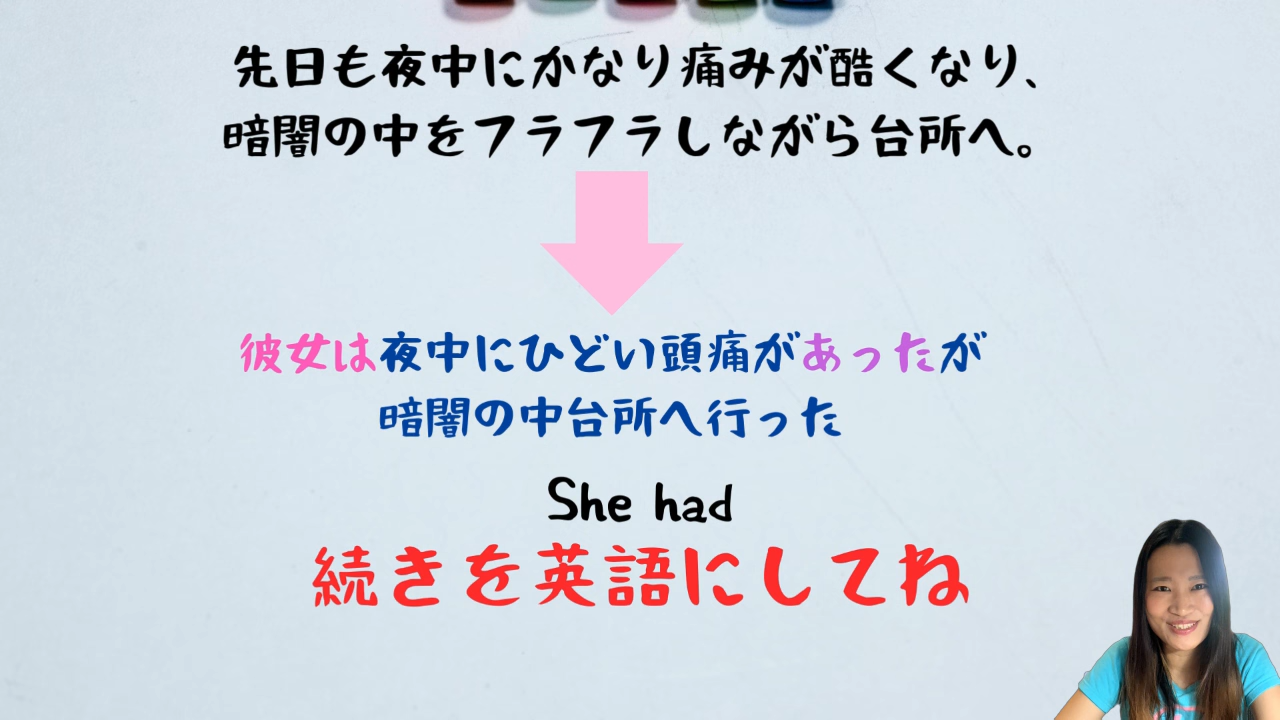 先日も夜中にかなり痛みが酷くなり、
暗闇の中をフラフラしながら台所へ。
彼女は夜中にひどい頭痛があったが
暗闇の中台所へ行った
She had
続きを英語にしてね